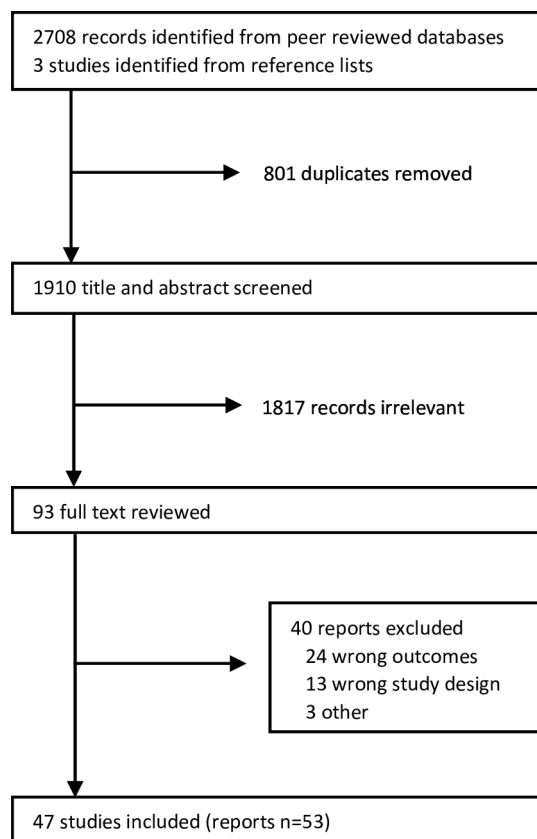 2708 records identified from peer reviewed databases
3 studies identified from reference lists
801 duplicates removed
1910 title and abstract screened
1817 records irrelevant
93 full text reviewed
40 reports excluded
24 wrong outcomes
13 wrong study design
3 other
47 studies included (reports n=53)